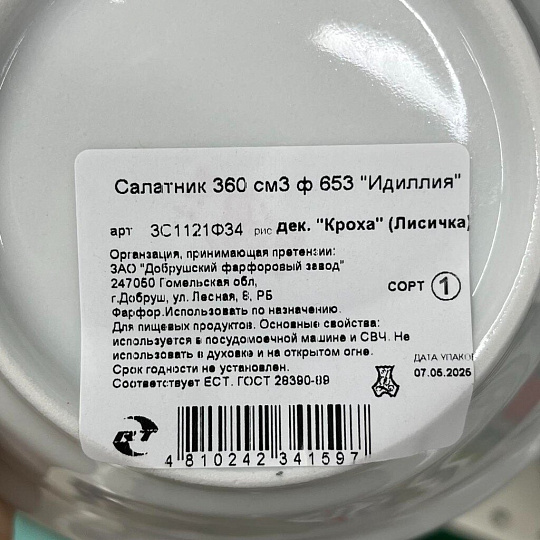 Салатник 360 см3 ф 653 "Идиллия"
арт 3С1121Ф34 рис дек. "Кроха" (Лисичка)
Организация, принимающая претензии:
ЗАО "Добрушский фарфоровый завод"
247050 Гомельская обл,
г.Добруш, ул. Лесная, 8, РБ
СОРТ 1
Фарфор.Использовать по назначению.
Для пищевых продуктов. Основные свойства:
используется в посудомоечной машине и СВЧ. Не
использовать в духовке и на открытом огне.
Срок годности не установлен.
Соответствует ЕСТ. ГОСТ 28390-89
ДАТА УПАКО
07.05.2025
РТ
4 810242 341597